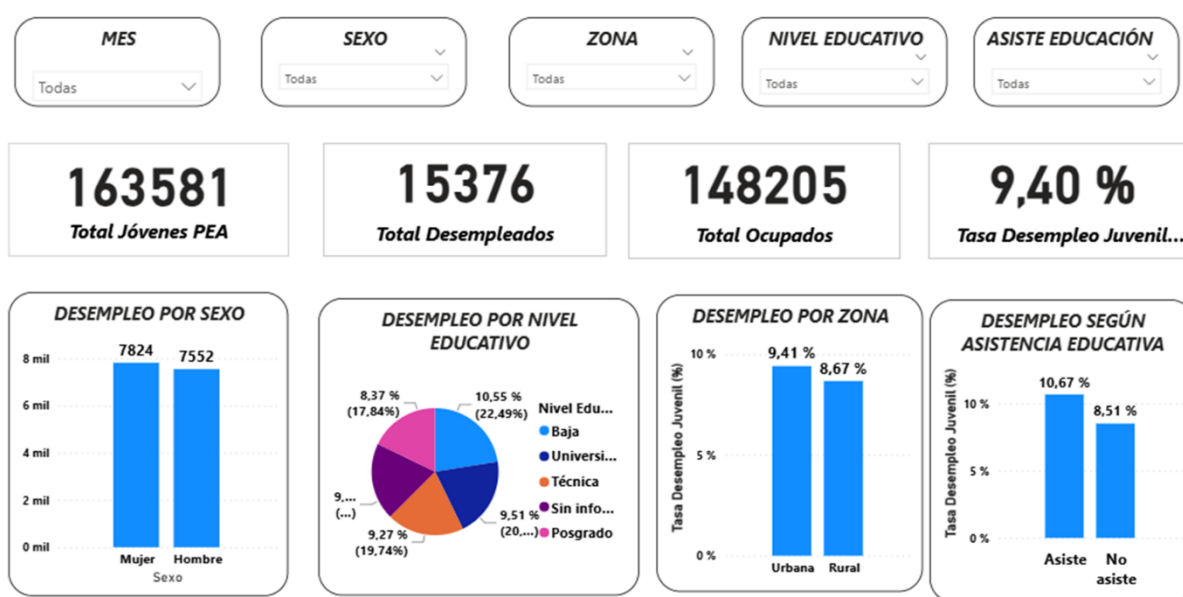 MES
Todas
SEXO
Todas
ZONA
Todas
NIVEL EDUCATIVO
Todas
ASISTE EDUCACIÓN
Todas
163581
Total Jóvenes PEA
15376
Total Desempleados
148205
Total Ocupados
9,40 %
Tasa Desempleo Juvenil...
DESEMPLEO POR SEXO
8 mil
6 mil
4 mil
2 mil
0 mil
7824
7552
Mujer
Hombre
Sexo
DESEMPLEO POR NIVEL
EDUCATIVO
8,37 %
(17,84%)
10,55 %
(22,49%)
9,...
(...)
9,27 %
(19,74%)
9,51 %
(20,...)
Nivel Edu...
Baja
Universi...
Técnica
Sin info...
Posgrado
DESEMPLEO POR ZONA
Tasa Desempleo Juvenil (%)
10 %
5 %
0 %
9,41 %
8,67 %
Urbana
Rural
DESEMPLEO SEGÚN
ASISTENCIA EDUCATIVA
Tasa Desempleo Juvenil (%)
10 %
5 %
0 %
10,67 %
8,51 %
Asiste
No
asiste